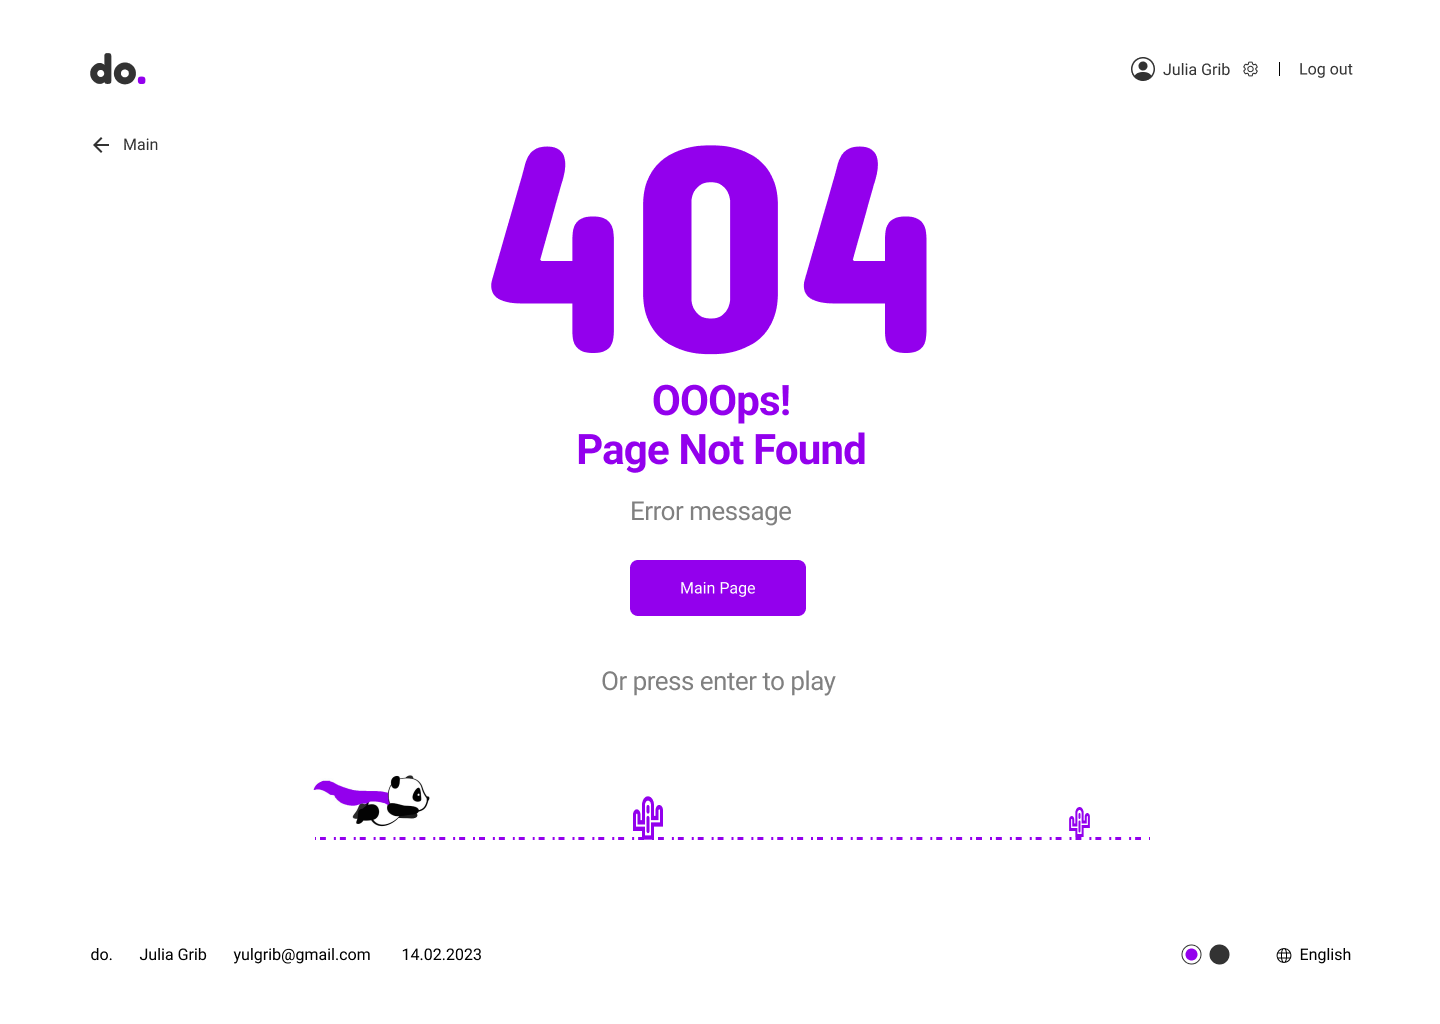 do.
Julia Grib | Log out
Main
404
OOOps!
Page Not Found
Error message
Main Page
Or press enter to play
do. Julia Grib yulgrib@gmail.com 14.02.2023 English